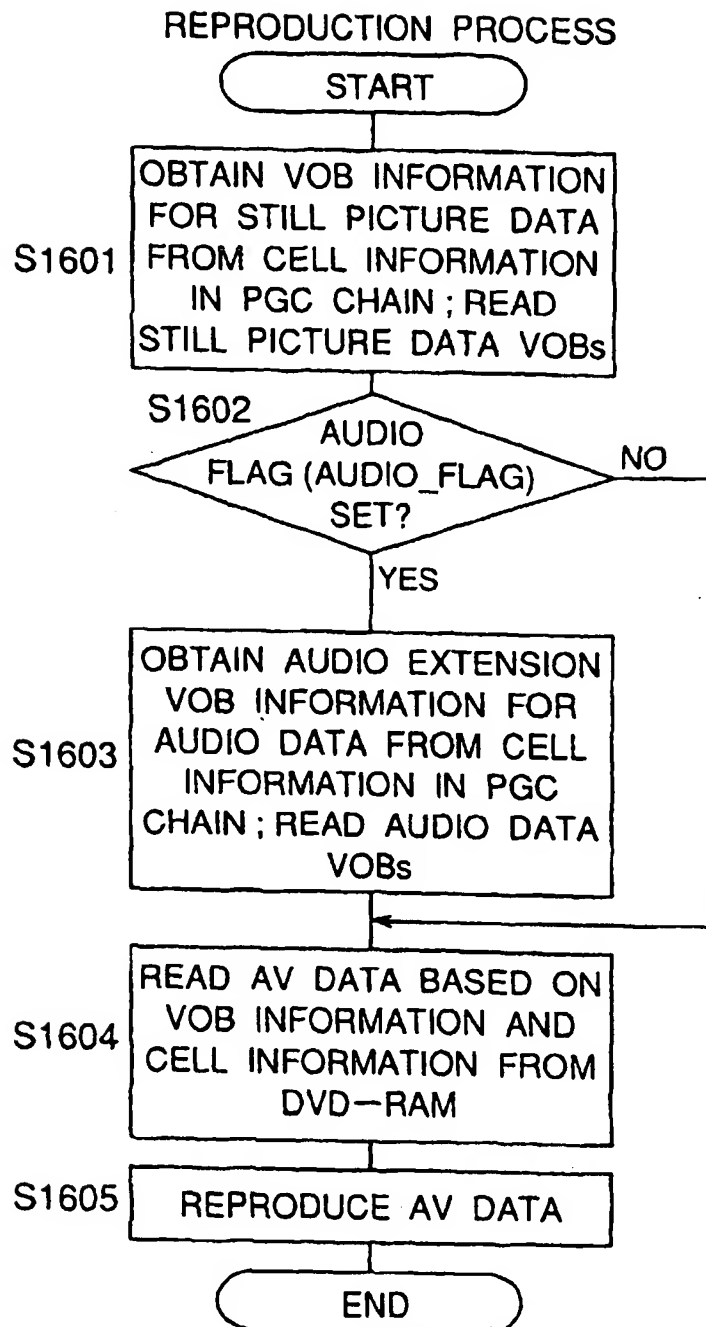 REPRODUCTION PROCESS
START
S1601
OBTAIN VOB INFORMATION
FOR STILL PICTURE DATA
FROM CELL INFORMATION
IN PGC CHAIN ; READ
STILL PICTURE DATA VOBs
S1602
AUDIO
FLAG (AUDIO_FLAG)
SET?
NO
YES
S1603
OBTAIN AUDIO EXTENSION
VOB INFORMATION FOR
AUDIO DATA FROM CELL
INFORMATION IN PGC
CHAIN ; READ AUDIO DATA
VOBs
S1604
READ AV DATA BASED ON
VOB INFORMATION AND
CELL INFORMATION FROM
DVD–RAM
S1605
REPRODUCE AV DATA
END